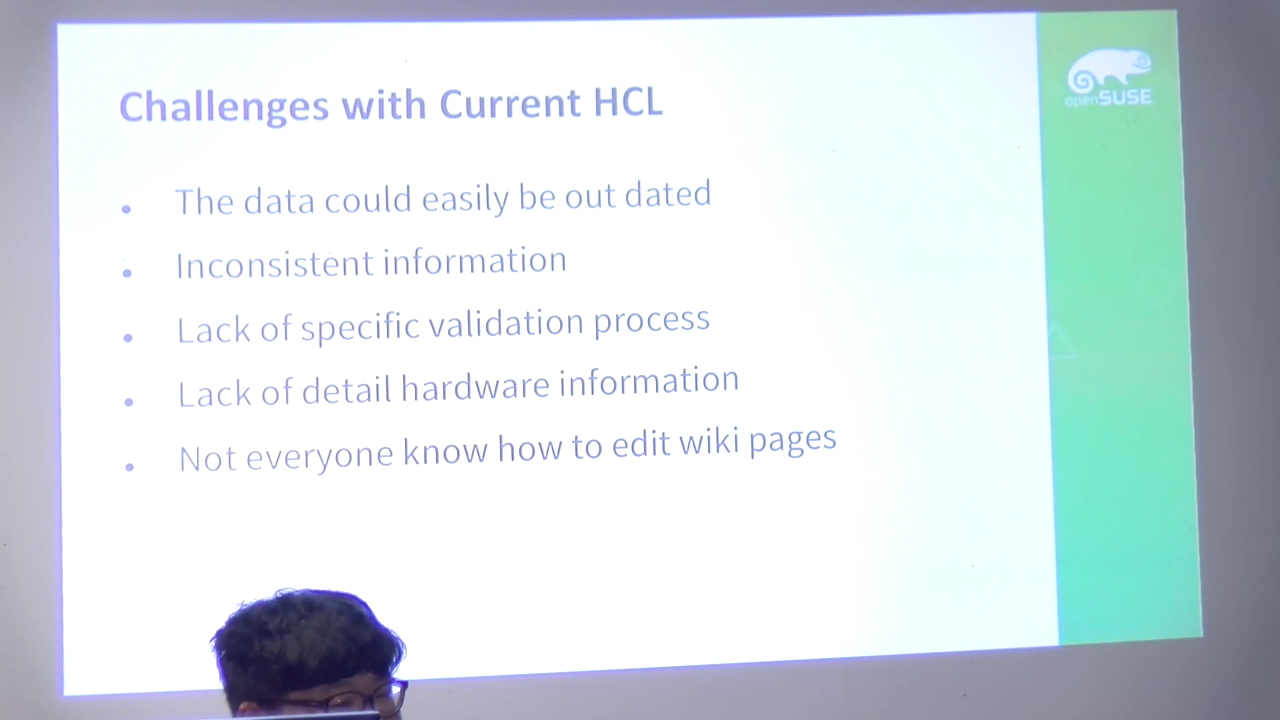 Challenges with Current HCL
openSUSE
The data could easily be out dated
Inconsistent information
Lack of specific validation process
Lack of detail hardware information
Not everyone know how to edit wiki pages